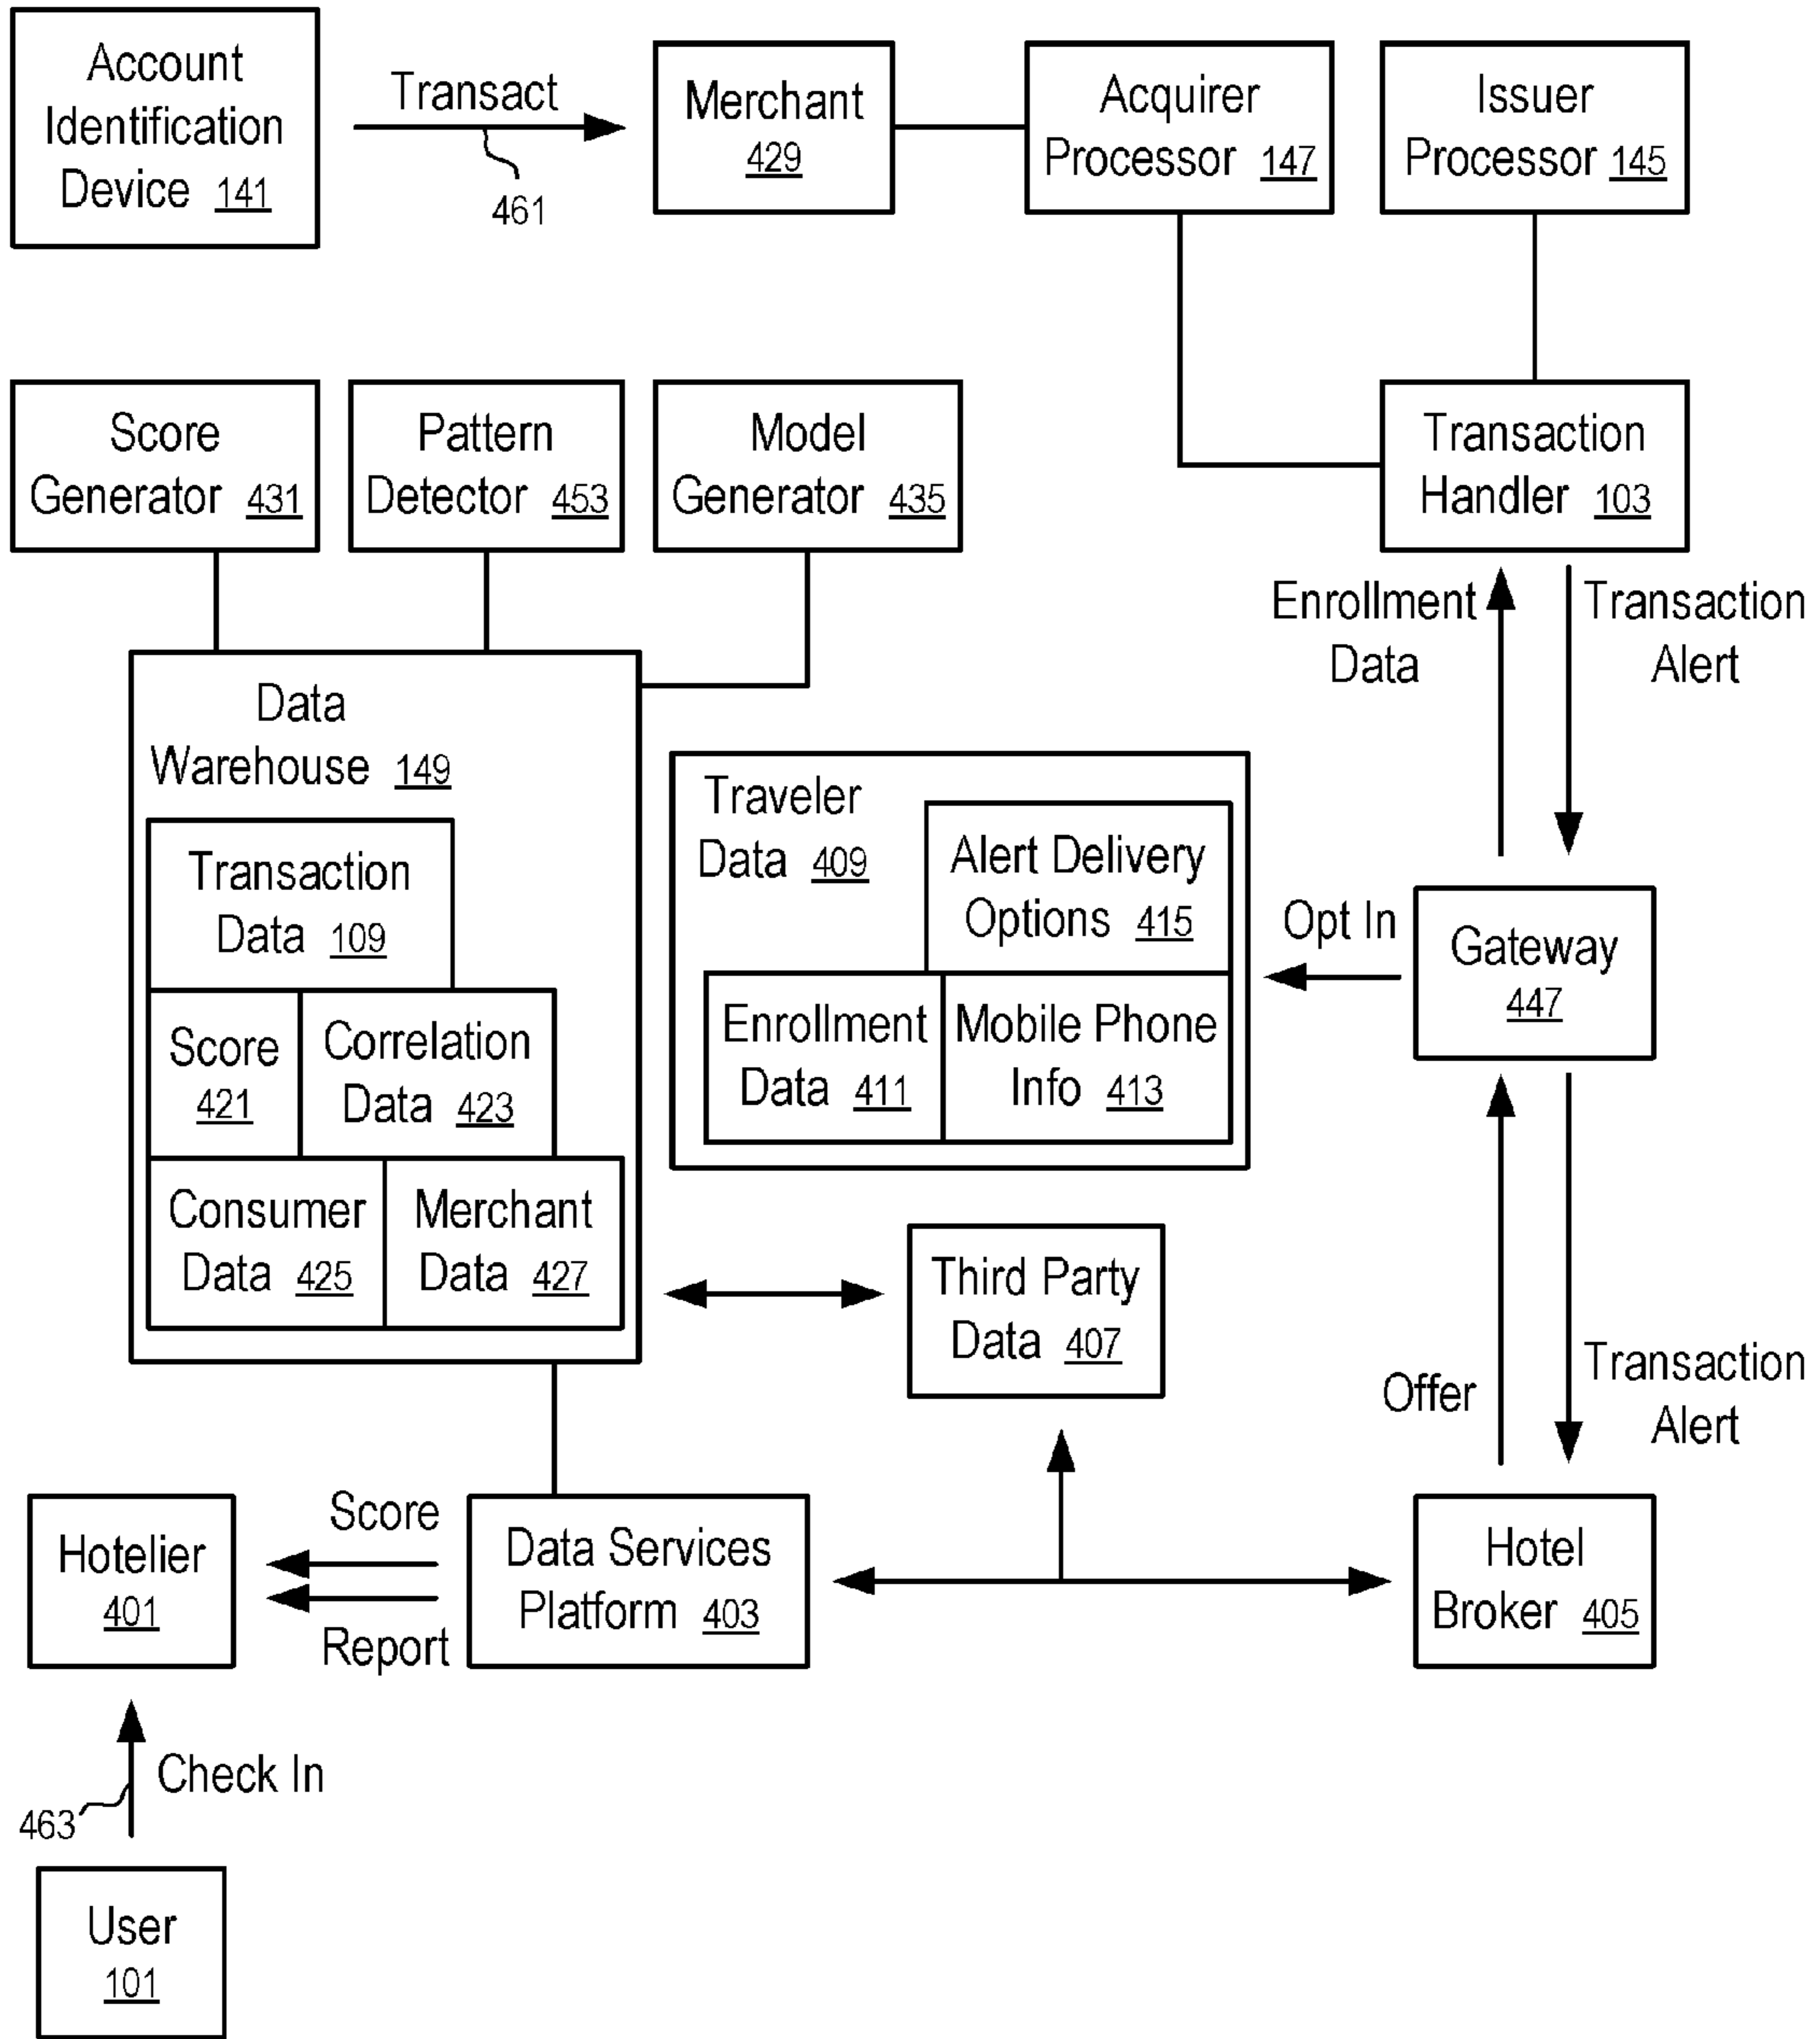 Account
Identification
Device 141
Transact
461
Merchant
429
Acquirer
Processor 147
Issuer
Processor 145
Score
Generator 431
Pattern
Detector 453
Model
Generator 435
Transaction
Handler 103
Enrollment
Data
Transaction
Alert
Data
Warehouse 149
Transaction
Data 109
Score
421
Correlation
Data 423
Consumer
Data 425
Merchant
Data 427
Traveler
Data 409
Alert Delivery
Options 415
Enrollment
Data 411
Mobile Phone
Info 413
Opt In
Gateway
447
Third Party
Data 407
Offer
Transaction
Alert
Hotelier
401
Score
Report
Data Services
Platform 403
Hotel
Broker 405
Check In
463
User
101